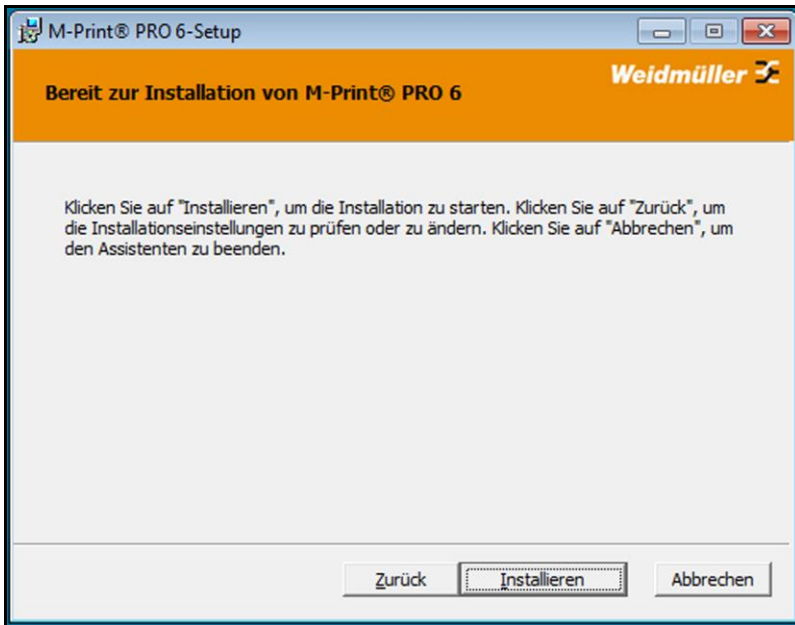 M-Print® PRO 6-Setup
Weidmüller
Bereit zur Installation von M-Print® PRO 6
Klicken Sie auf "Installieren", um die Installation zu starten. Klicken Sie auf "Zurück", um
die Installationseinstellungen zu prüfen oder zu ändern. Klicken Sie auf "Abbrechen", um
den Assistenten zu beenden.
Zurück Installieren Abbrechen